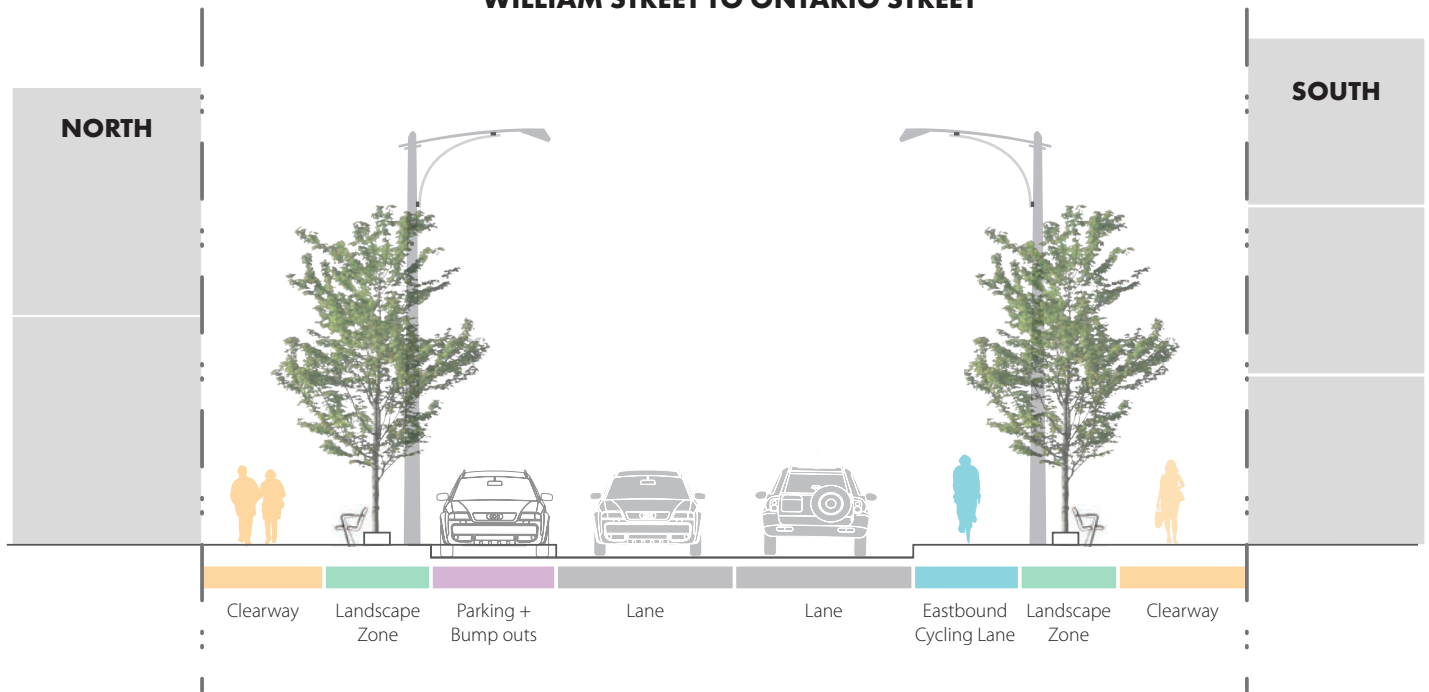 WILLIAM STREET TO ONTARIO STREET
NORTH
SOUTH
Clearway
Landscape
Zone
Parking +
Bump outs
Lane
Lane
Eastbound
Cycling Lane
Landscape
Zone
Clearway